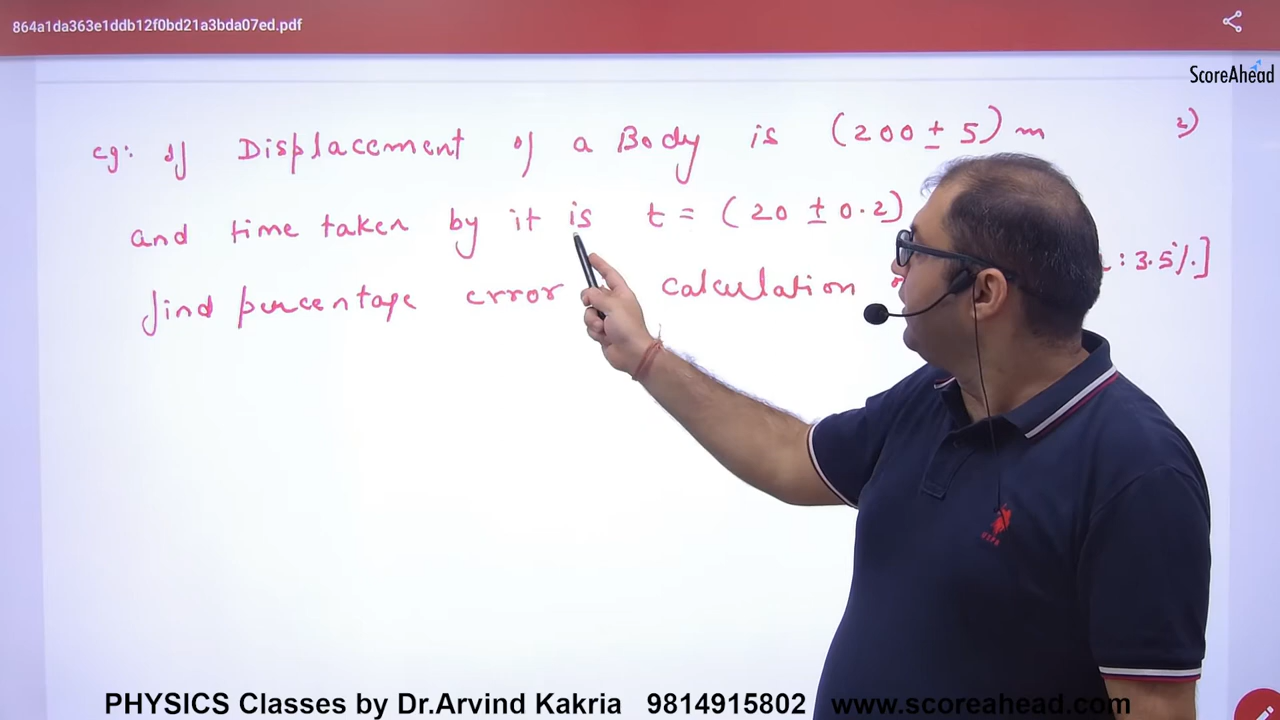 864a1da363e1ddb12f0bd21a3bda07ed.pdf
ScoreAhead
eg: If Displacement of a Body is (200 ± 5) m
2)
and time taken by it is t = (20 ± 0.2)
: 3.5%.]
find percentage error calculation
USPA
PHYSICS Classes by Dr.Arvind Kakria 9814915802 www.scoreahead.com